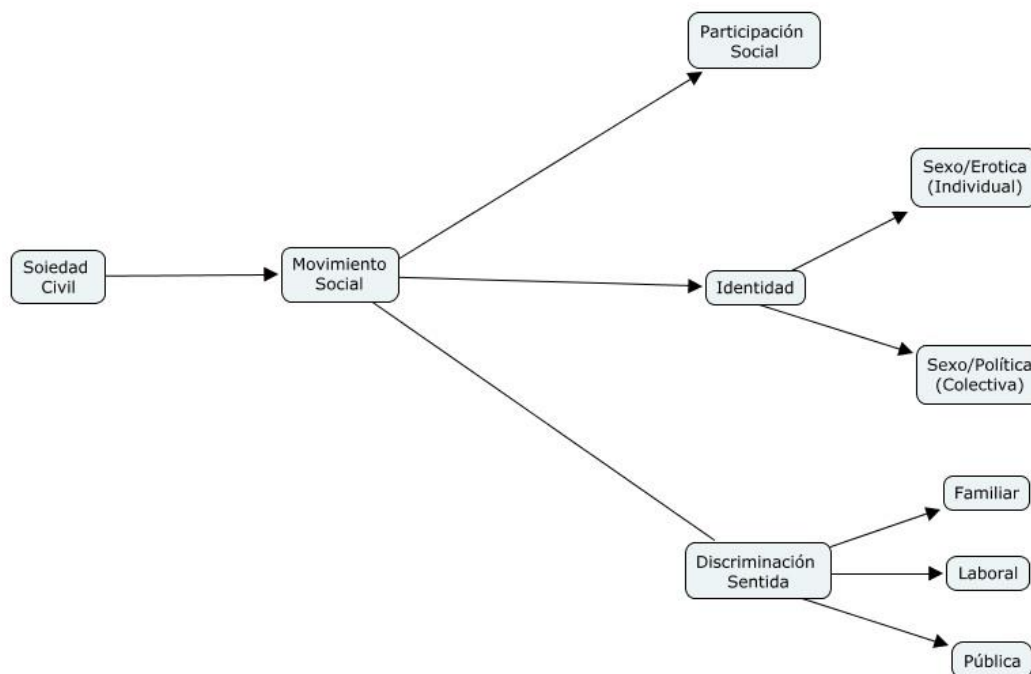 Participación
Social
Sexo/Erotica
(Individual)
Soiedad
Civil
Movimiento
Social
Identidad
Sexo/Política
(Colectiva)
Familiar
Discriminación
Sentida
Laboral
Pública